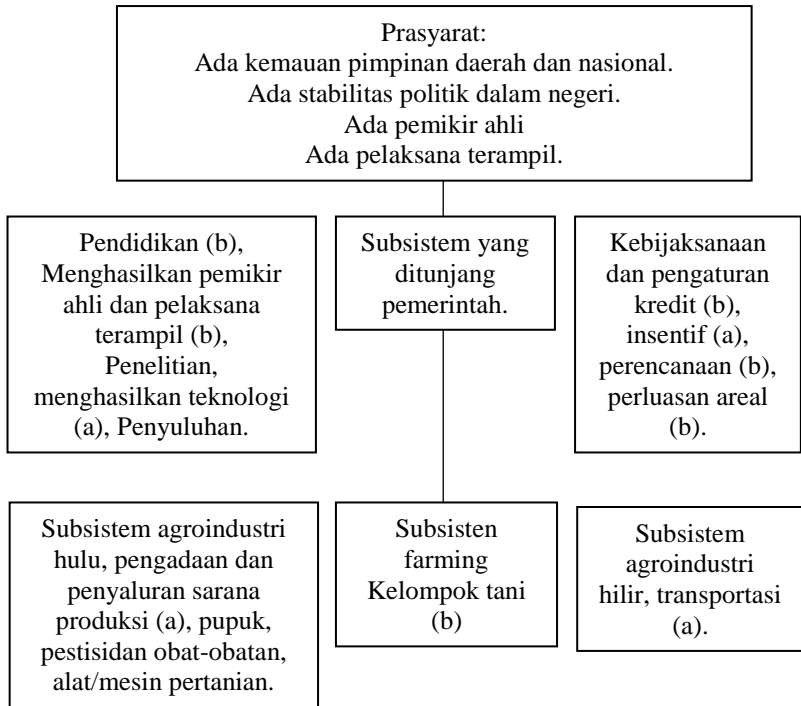 Prasyarat:
Ada kemauan pimpinan daerah dan nasional.
Ada stabilitas politik dalam negeri.
Ada pemikir ahli
Ada pelaksana terampil.
Pendidikan (b),
Menghasilkan pemikir
ahli dan pelaksana
terampil (b),
Penelitian,
menghasilkan teknologi
(a), Penyuluhan.
Subsistem yang
ditunjang
pemerintah.
Kebijaksanaan
dan pengaturan
kredit (b),
insentif (a),
perencanaan (b),
perluasan areal
(b).
Subsistem agroindustri
hulu, pengadaan dan
penyaluran sarana
produksi (a), pupuk,
pestisidan obat-obatan,
alat/mesin pertanian.
Subsisten
farming
Kelompok tani
(b)
Subsistem
agroindustri
hilir, transportasi
(a).